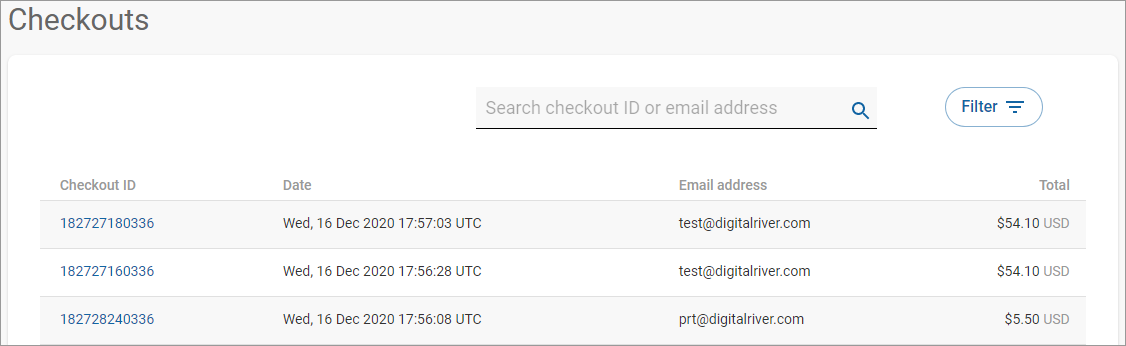 Checkouts
Search checkout ID or email address
Filter
Checkout ID Date Email address Total
182727180336 Wed, 16 Dec 2020 17:57:03 UTC test@digitalriver.com $54.10 USD
182727160336 Wed, 16 Dec 2020 17:56:28 UTC test@digitalriver.com $54.10 USD
182728240336 Wed, 16 Dec 2020 17:56:08 UTC prt@digitalriver.com $5.50 USD